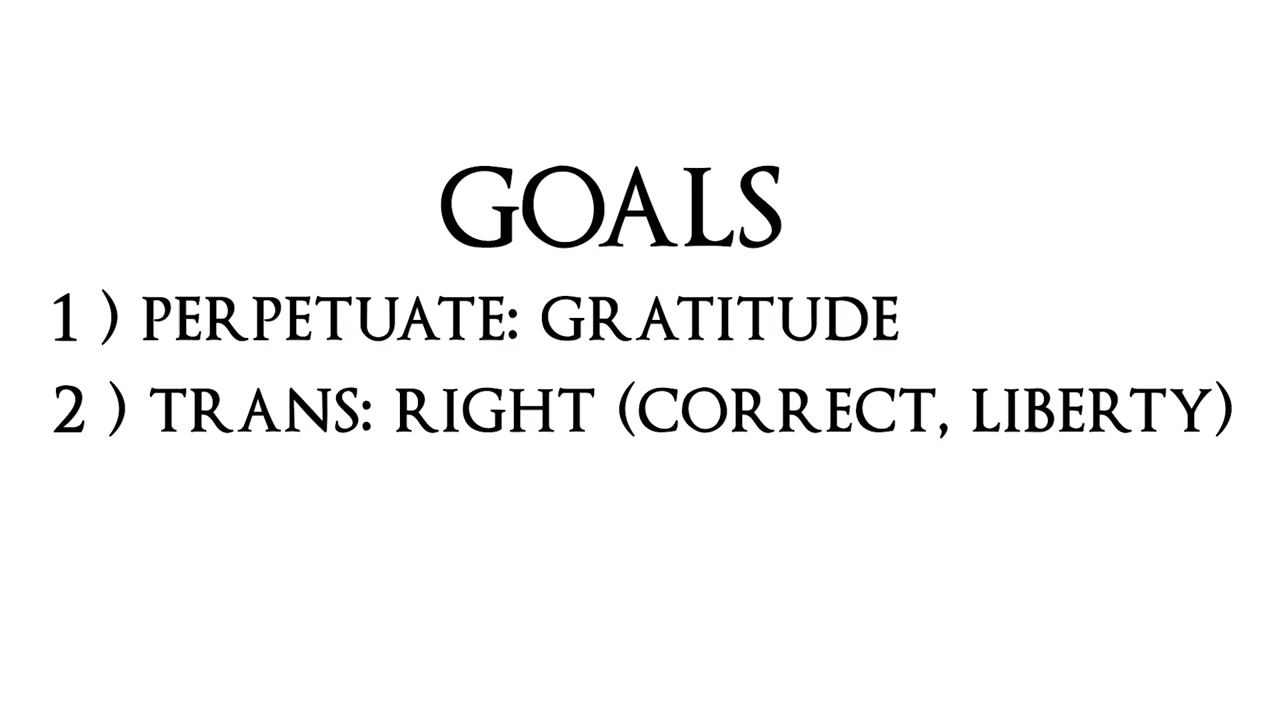 GOALS
1 ) PERPETUATE: GRATITUDE
2 ) TRANS: RIGHT (CORRECT, LIBERTY)